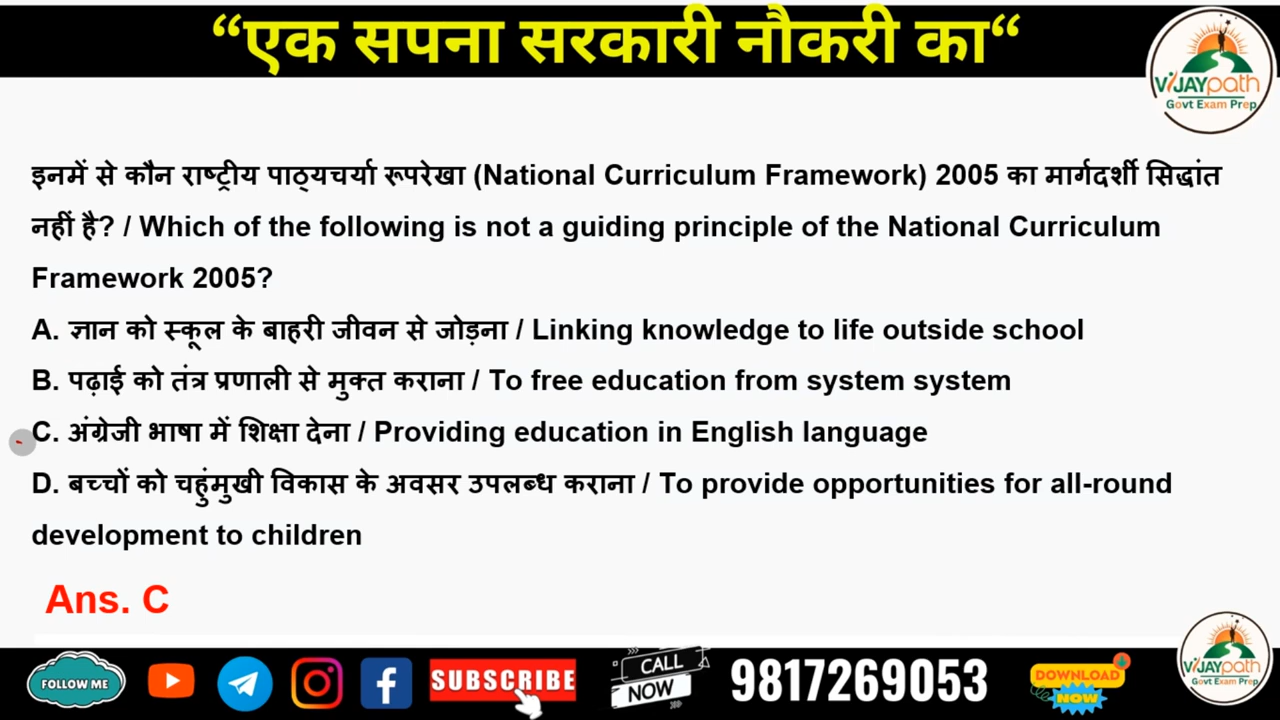 “एक सपना सरकारी नौकरी का“
VIJAYpath
Govt Exam Prep
इनमें से कौन राष्ट्रीय पाठ्यचर्या रूपरेखा (National Curriculum Framework) 2005 का मार्गदर्शी सिद्धांत
नहीं है? / Which of the following is not a guiding principle of the National Curriculum
Framework 2005?
A. ज्ञान को स्कूल के बाहरी जीवन से जोड़ना / Linking knowledge to life outside school
B. पढ़ाई को तंत्र प्रणाली से मुक्त कराना / To free education from system system
C. अंग्रेजी भाषा में शिक्षा देना / Providing education in English language
D. बच्चों को चहुंमुखी विकास के अवसर उपलब्ध कराना / To provide opportunities for all-round
development to children
Ans. C
FOLLOW ME
SUBSCRIBE
CALL
NOW
9817269053
DOWNLOAD
NOW
VIJAYpath
Govt Exam Prep